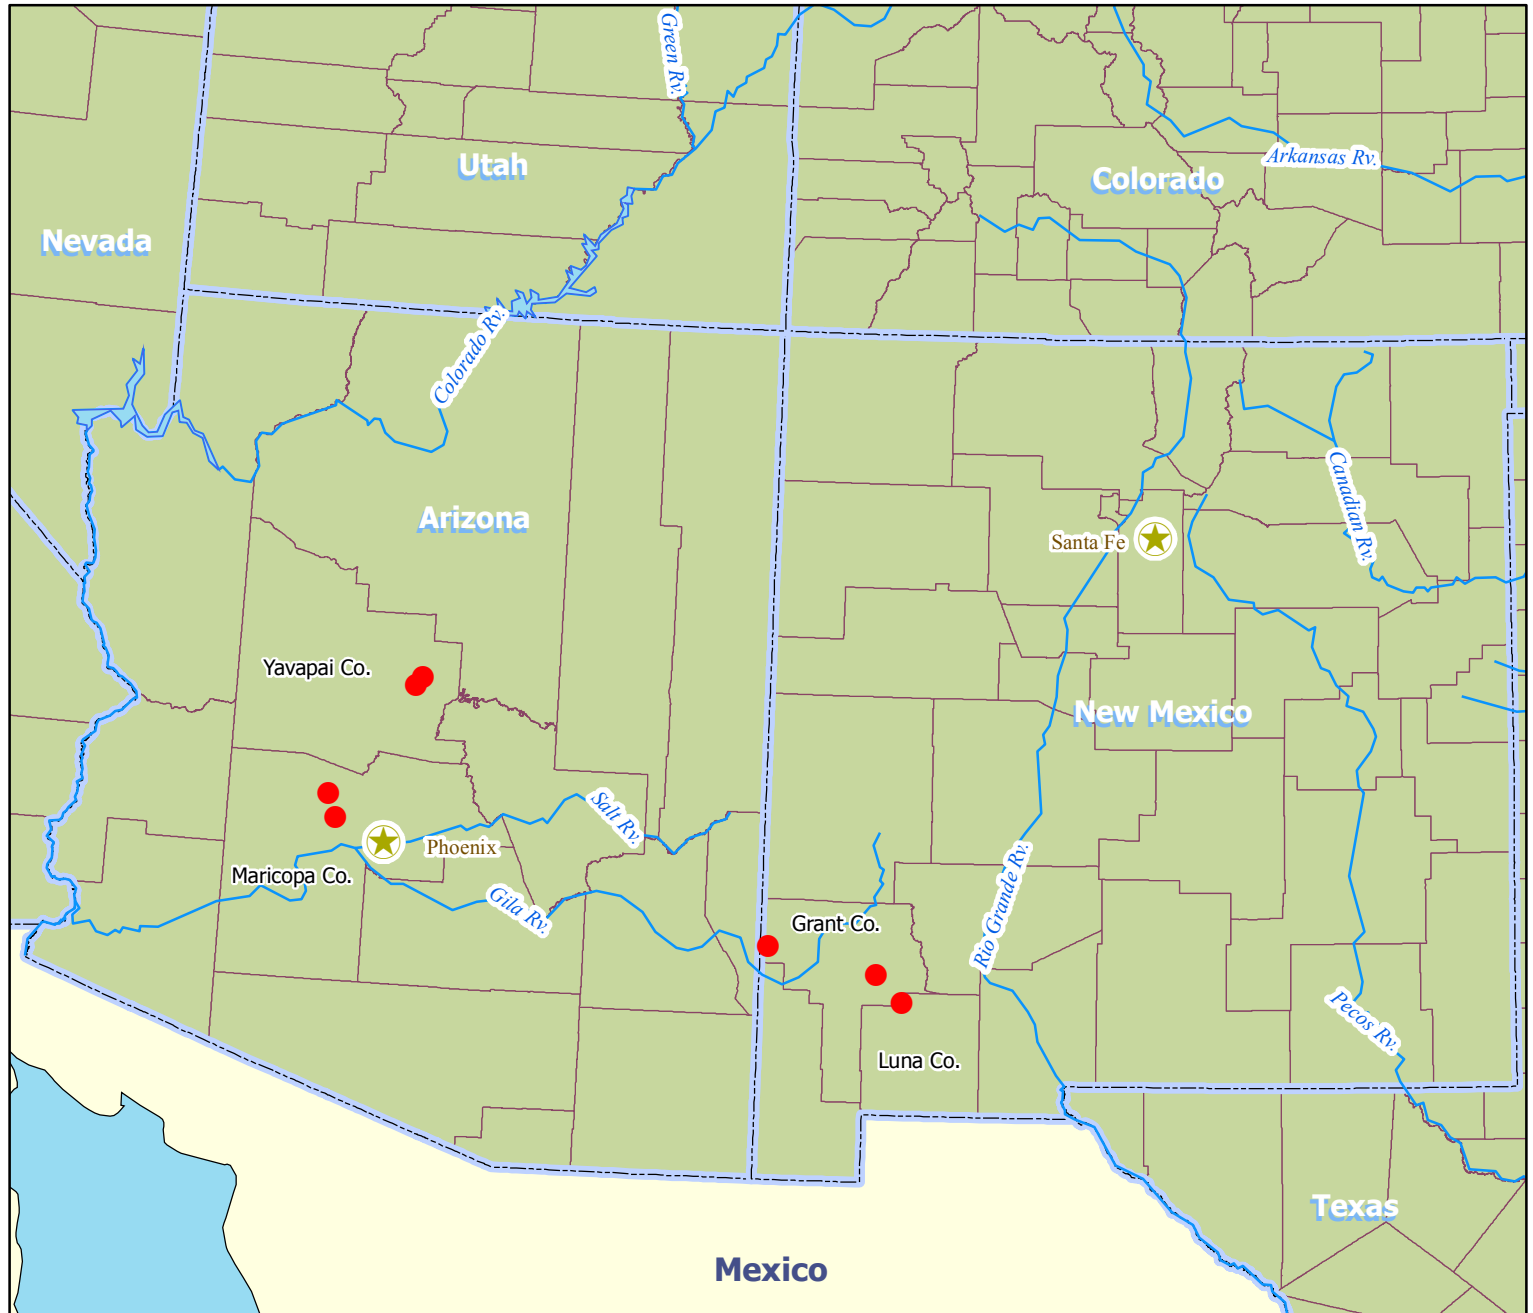 Green Rv.
Utah
Colorado
Arkansas Rv.
Nevada
Colorado Rv.
Arizona
Santa Fe
Canadian Rv.
Yavapai Co.
New Mexico
Salt Rv.
Phoenix
Maricopa Co.
Gila Rv.
Grant Co.
Rio Grande Rv.
Pecos Rv.
Luna Co.
Texas
Mexico